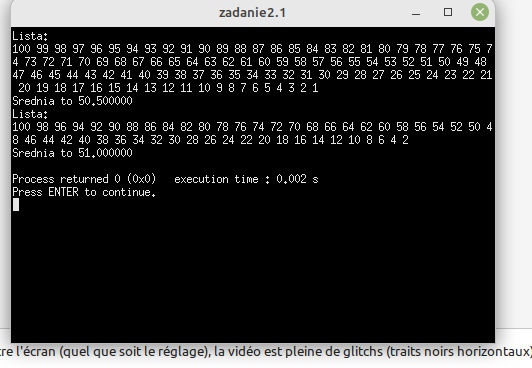 zadanie2.1
Lista:
100 99 98 97 96 95 94 93 92 91 90 89 88 87 86 85 84 83 82 81 80 79 78 77 76 75 7
4 73 72 71 70 69 68 67 66 65 64 63 62 61 60 59 58 57 56 55 54 53 52 51 50 49 48
47 46 45 44 43 42 41 40 39 38 37 36 35 34 33 32 31 30 29 28 27 26 25 24 23 22 21
20 19 18 17 16 15 14 13 12 11 10 9 8 7 6 5 4 3 2 1
Srednia to 50.500000
Lista:
100 98 96 94 92 90 88 86 84 82 80 78 76 74 72 70 68 66 64 62 60 58 56 54 52 50 4
8 46 44 42 40 38 36 34 32 30 28 26 24 22 20 18 16 14 12 10 8 6 4 2
Srednia to 51.000000
Process returned 0 (0x0)   execution time : 0.002 s
Press ENTER to continue.
tre l'écran (quel que soit le réglage), la vidéo est pleine de glitchs (traits noirs horizontaux)